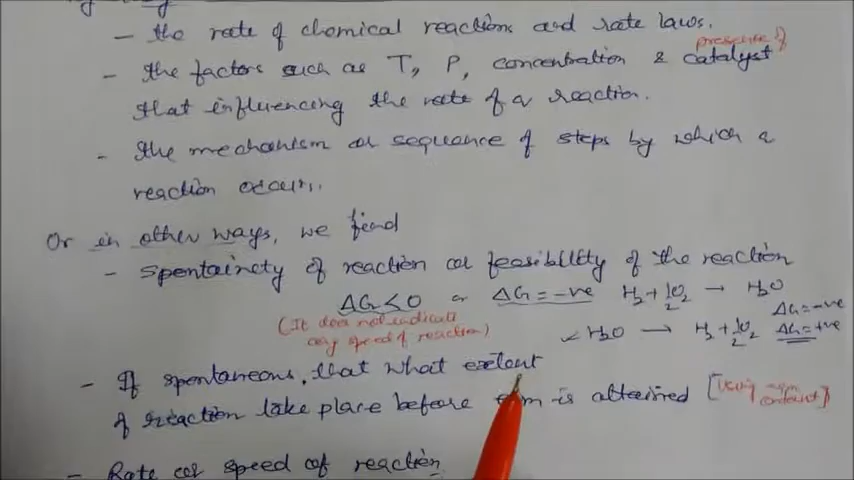 - the rate of chemical reactions and rate laws.
- the factors such as T, P, concentration & presence of catalyst
that influencing the rate of a reaction.
- the mechanism or sequence of steps by which a
reaction occurs.
Or in other ways, we find
- Spontainety of reaction or feasibility of the reaction
ΔG < 0 or ΔG = -ve H₂ + 1/2 O₂ → H₂O
ΔG = -ve
(It does not indicate
any speed of reaction)
H₂O → H₂ + 1/2 O₂ ΔG = +ve
- If spontaneous, that what extent
of reaction take place before is attained [Using
constant]
- Rate or speed of reaction